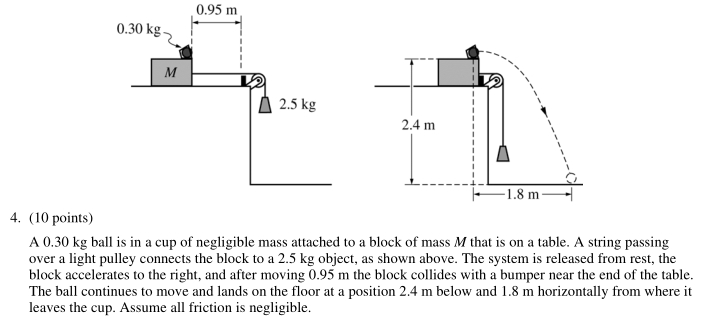 0.95 m
0.30 kg
M
2.5 kg
2.4 m
1.8 m
4. (10 points)
A 0.30 kg ball is in a cup of negligible mass attached to a block of mass M that is on a table. A string passing
over a light pulley connects the block to a 2.5 kg object, as shown above. The system is released from rest, the
block accelerates to the right, and after moving 0.95 m the block collides with a bumper near the end of the table.
The ball continues to move and lands on the floor at a position 2.4 m below and 1.8 m horizontally from where it
leaves the cup. Assume all friction is negligible.